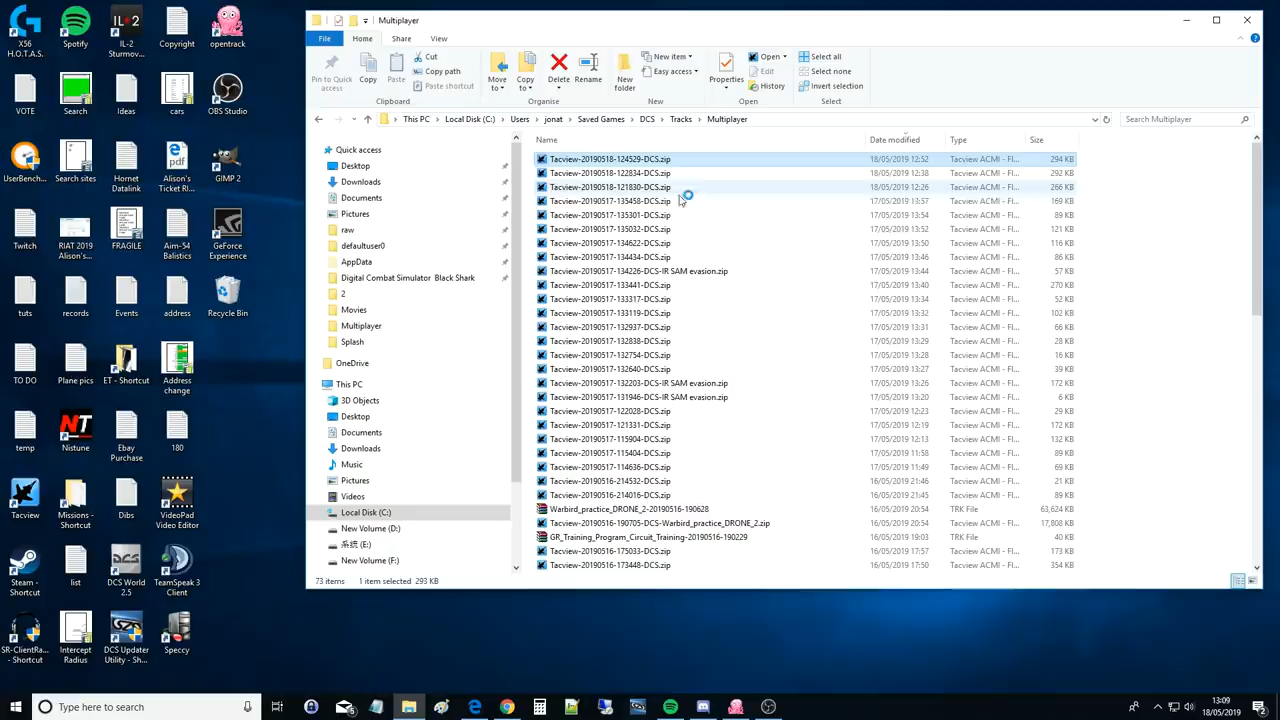 Multiplayer
File Home Share View
Pin to Quick access
Copy
Paste
Cut
Copy path
Paste shortcut
Clipboard
Move to
Copy to
Delete
Rename
Organise
New folder
New item
Easy access
New
Properties
Open
Edit
History
Open
Select all
Select none
Invert selection
Select
This PC Local Disk (C:) Users jonat Saved Games DCS Tracks Multiplayer
Search Multiplayer
Name Date modified Type Size
Tacview-20190518-124529-DCS.zip 18/05/2019 12:52 Tacview ACMI - Fl... 294 KB
Tacview-20190518-122834-DCS.zip 18/05/2019 12:38 Tacview ACMI - Fl... 292 KB
Tacview-20190518-121830-DCS.zip 18/05/2019 12:26 Tacview ACMI - Fl... 266 KB
Tacview-20190517-135458-DCS.zip 17/05/2019 13:57 Tacview ACMI - Fl... 169 KB
Tacview-20190517-135301-DCS.zip 17/05/2019 13:54 Tacview ACMI - Fl... 89 KB
Tacview-20190517-135032-DCS.zip 17/05/2019 13:52 Tacview ACMI - Fl... 121 KB
Tacview-20190517-134622-DCS.zip 17/05/2019 13:50 Tacview ACMI - Fl... 116 KB
Tacview-20190517-134434-DCS.zip 17/05/2019 13:46 Tacview ACMI - Fl... 86 KB
Tacview-20190517-134226-DCS-IR SAM evasion.zip 17/05/2019 13:44 Tacview ACMI - Fl... 57 KB
Tacview-20190517-133441-DCS.zip 17/05/2019 13:40 Tacview ACMI - Fl... 270 KB
Tacview-20190517-133317-DCS.zip 17/05/2019 13:34 Tacview ACMI - Fl... 52 KB
Tacview-20190517-133119-DCS.zip 17/05/2019 13:32 Tacview ACMI - Fl... 102 KB
Tacview-20190517-132937-DCS.zip 17/05/2019 13:31 Tacview ACMI - Fl... 66 KB
Tacview-20190517-132838-DCS.zip 17/05/2019 13:29 Tacview ACMI - Fl... 28 KB
Tacview-20190517-132754-DCS.zip 17/05/2019 13:28 Tacview ACMI - Fl... 16 KB
Tacview-20190517-132640-DCS.zip 17/05/2019 13:27 Tacview ACMI - Fl... 39 KB
Tacview-20190517-132203-DCS-IR SAM evasion.zip 17/05/2019 13:26 Tacview ACMI - Fl... 172 KB
Tacview-20190517-131946-DCS-IR SAM evasion.zip 17/05/2019 13:20 Tacview ACMI - Fl... 6 KB
Tacview-20190517-122028-DCS.zip 17/05/2019 12:23 Tacview ACMI - Fl... 29 KB
Tacview-20190517-121331-DCS.zip 17/05/2019 12:19 Tacview ACMI - Fl... 172 KB
Tacview-20190517-115904-DCS.zip 17/05/2019 12:13 Tacview ACMI - Fl... 132 KB
Tacview-20190517-115404-DCS.zip 17/05/2019 11:58 Tacview ACMI - Fl... 89 KB
Tacview-20190517-114636-DCS.zip 17/05/2019 11:49 Tacview ACMI - Fl... 69 KB
Tacview-20190516-214532-DCS.zip 16/05/2019 21:46 Tacview ACMI - Fl... 21 KB
Tacview-20190516-214016-DCS.zip 16/05/2019 21:45 Tacview ACMI - Fl... 89 KB
Warbird_practice_DRONE_2-20190516-190628 16/05/2019 20:54 TRK File 63,624 KB
Tacview-20190516-190705-DCS-Warbird_practice_DRONE_2.zip 16/05/2019 20:54 Tacview ACMI - Fl... 17,808 KB
GR_Training_Program_Circuit_Training-20190516-190229 16/05/2019 19:03 TRK File 40 KB
Tacview-20190516-175033-DCS.zip 16/05/2019 17:57 Tacview ACMI - Fl... 173 KB
Tacview-20190516-173448-DCS.zip 16/05/2019 17:50 Tacview ACMI - Fl... 354 KB
Quick access
Desktop
Downloads
Documents
Pictures
raw
defaultuser0
AppData
Digital Combat Simulator Black Shark
2
Movies
Multiplayer
Splash
OneDrive
This PC
3D Objects
Desktop
Documents
Downloads
Music
Pictures
Videos
Local Disk (C:)
New Volume (D:)
系统 (E:)
New Volume (F:)
73 items 1 item selected 293 KB
X56 H.O.T.A.S.
Spotify
IL-2 Sturmov...
Copyright
opentrack
VOTE
Search
Ideas
cars
OBS Studio
UserBench...
Search sites
Hornet Datalink
Alison's Ticket RI...
GIMP 2
Twitch
RIAT 2019 Alison's...
FRAGILE
Aim-54 Balistics
GeForce Experience
tuts
records
Events
address
Recycle Bin
TO DO
Plane pics
ET - Shortcut
Address change
temp
NT
Nistune
Ebay Purchase
180
Tacview
Missions - Shortcut
Dibs
VideoPad Video Editor
Steam - Shortcut
list
DCS World 2.5
TeamSpeak 3 Client
SR-ClientRa... - Shortcut
Intercept Radius
DCS Updater Utility - Sh...
Speccy
Type here to search
13:09
18/05/2019